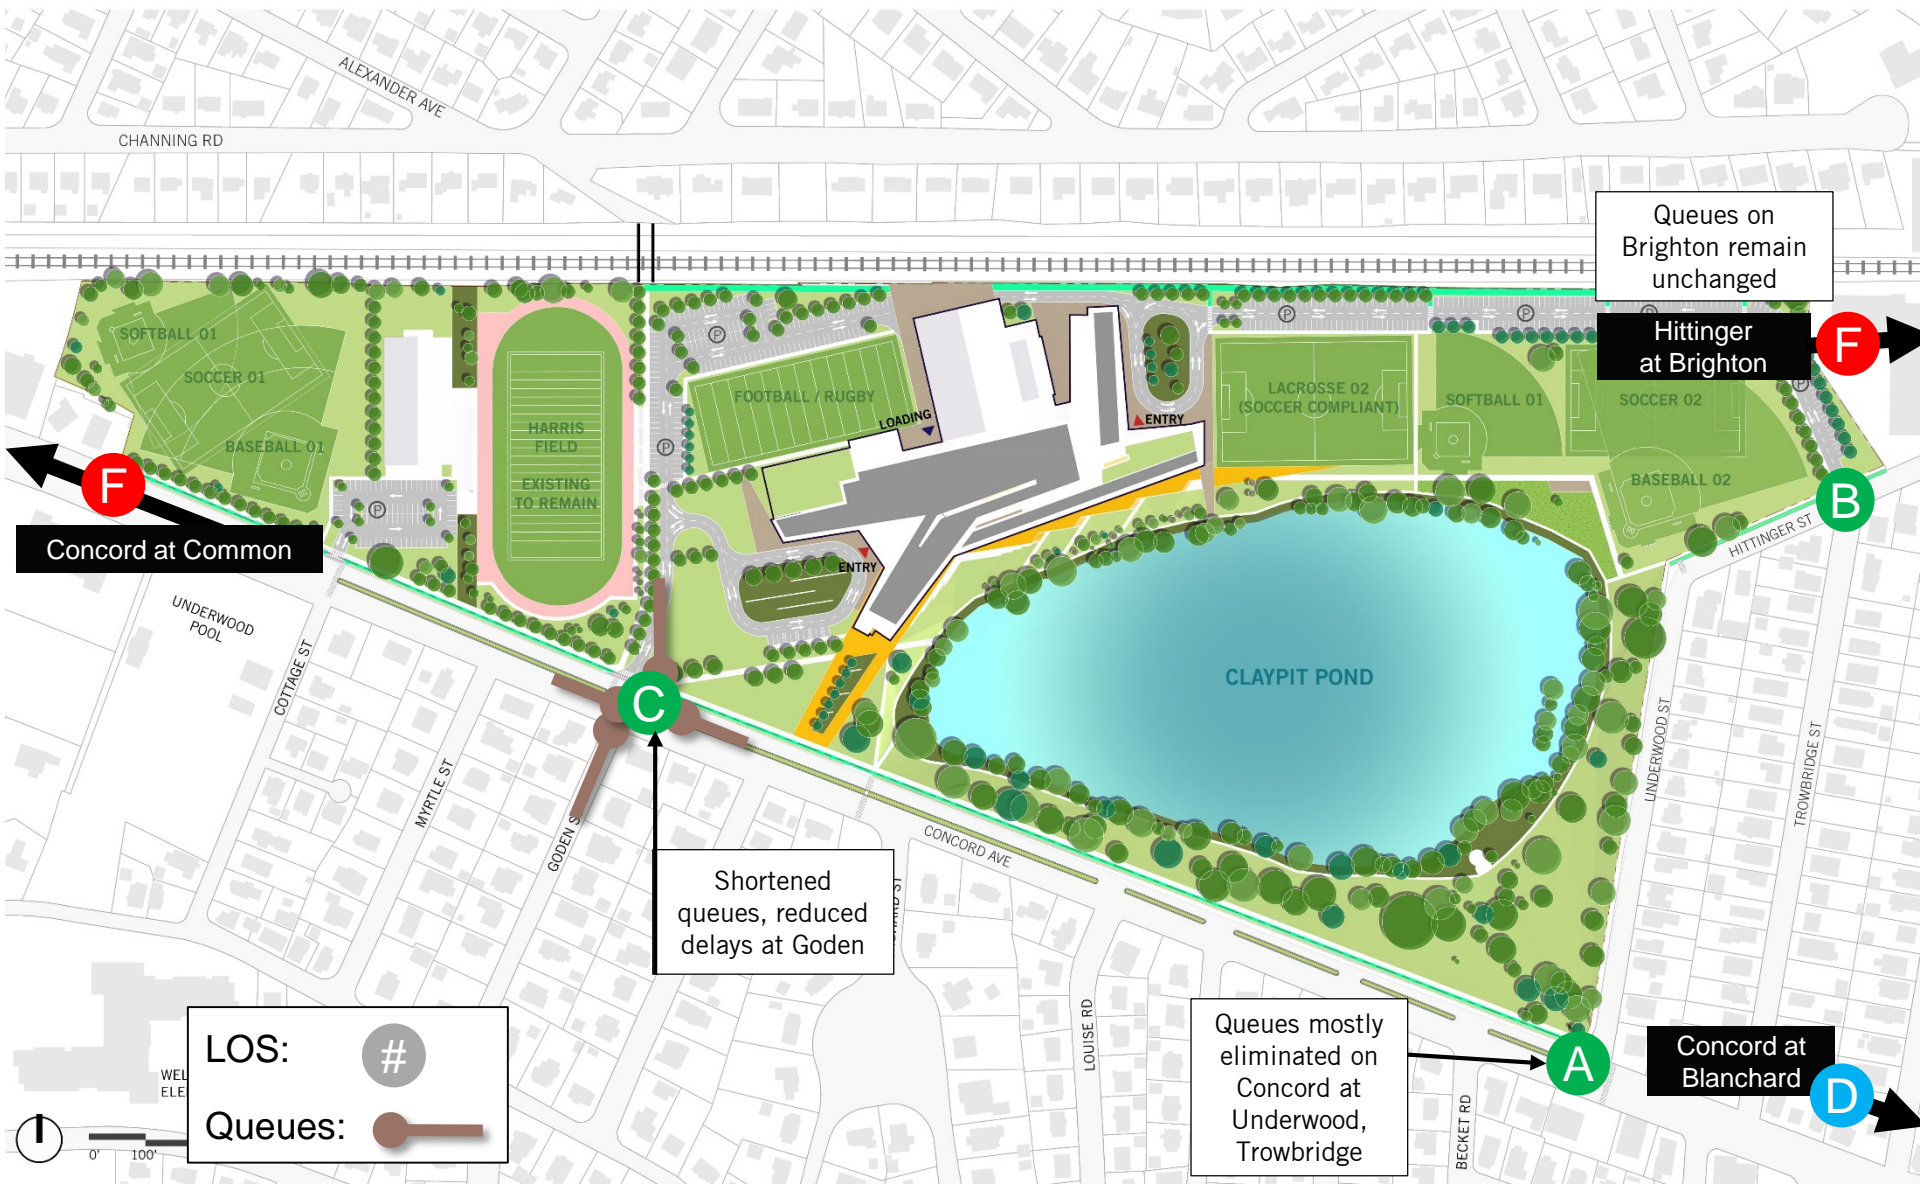 ALEXANDER AVE
CHANNING RD
Queues on
Brighton remain
unchanged
Hittinger
at Brighton
F
SOFTBALL 01
SOCCER 01
BASEBALL 01
HARRIS
FIELD
EXISTING
TO REMAIN
P
P
P
P
P
P
FOOTBALL / RUGBY
LOADING
ENTRY
ENTRY
LACROSSE 02
(SOCCER COMPLIANT)
SOFTBALL 01
SOCCER 02
BASEBALL 02
F
Concord at Common
B
HITTINGER ST
UNDERWOOD
POOL
COTTAGE ST
MYRTLE ST
GODEN S
C
CLAYPIT POND
UNDERWOOD ST
TROWBRIDGE ST
CONCORD AVE
Shortened
queues, reduced
delays at Goden
ST
LOUISE RD
BECKET RD
Queues mostly
eliminated on
Concord at
Underwood,
Trowbridge
A
Concord at
Blanchard
D
WEL
ELE
LOS: #
Queues:
0' 100'